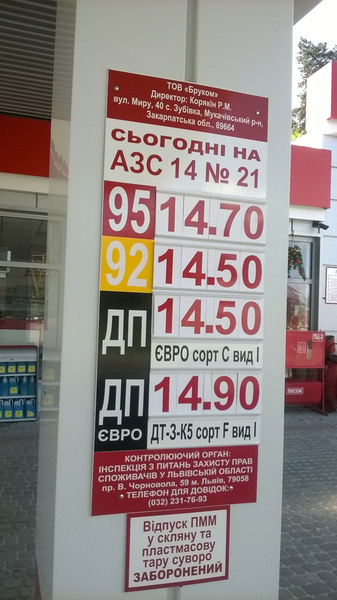 ТОВ «Бруком»
Директор: Корякін Р.М.
вул. Миру, 40 с. Зубівка, Мукачівський р-н,
Закарпатська обл., 89664
СЬОГОДНІ НА
АЗС 14 № 21
95 14.70
92 14.50
ДП 14.50
ЄВРО сорт С вид І
ДП 14.90
ЄВРО ДТ-З-К5 сорт F вид І
КОНТРОЛЮЮЧИЙ ОРГАН:
ІНСПЕКЦІЯ З ПИТАНЬ ЗАХИСТУ ПРАВ
СПОЖИВАЧІВ У ЛЬВІВСЬКІЙ ОБЛАСТІ
пр. В. Чорновола, 59 м. Львів, 79058
ТЕЛЕФОН ДЛЯ ДОВІДОК:
(032) 231-76-93
Відпуск ПММ
у скляну та
пластмасову
тару суворо
ЗАБОРОНЕНИЙ
ПІСОК